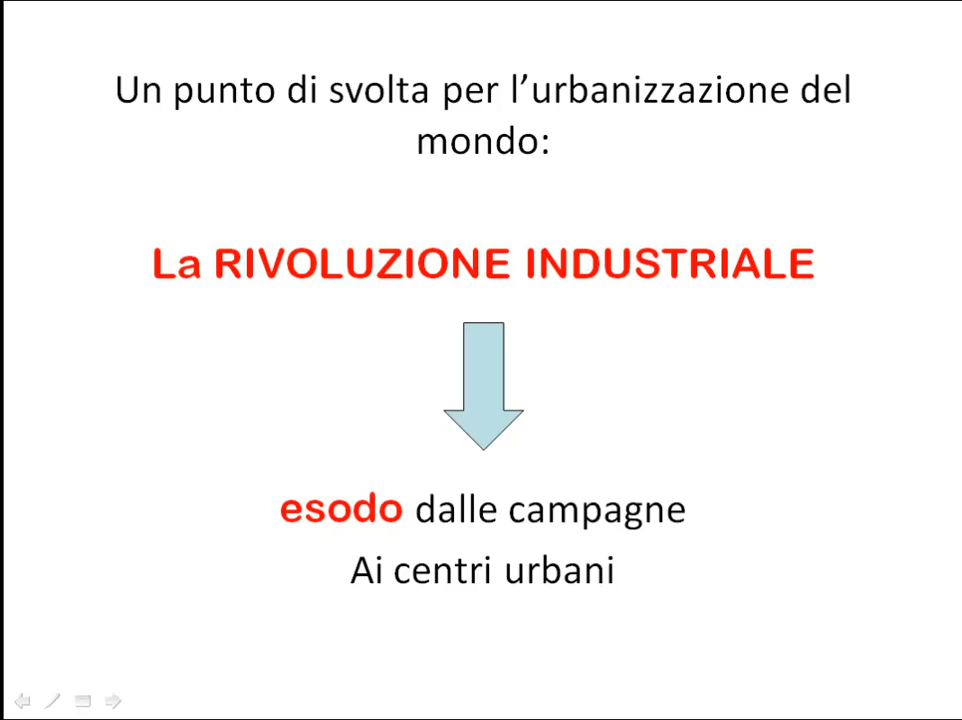 Un punto di svolta per l’urbanizzazione del
mondo:
La RIVOLUZIONE INDUSTRIALE
esodo dalle campagne
Ai centri urbani